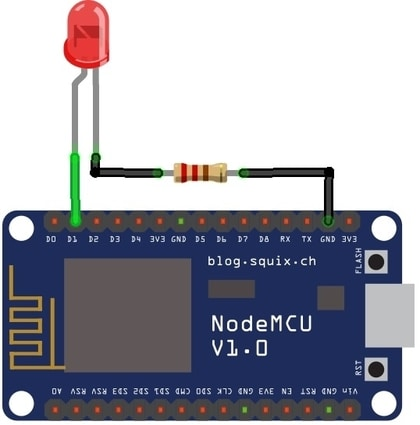 D0 D1 D2 D3 D4 3V3 GND D5 D6 D7 D8 RX TX GND 3V3
FLASH
blog.squix.ch
NodeMCU
V1.0
RST
A0 RSV RSV SD3 SD2 SD1 CMD SD0 CLK GND 3V3 EN RST GND Vin